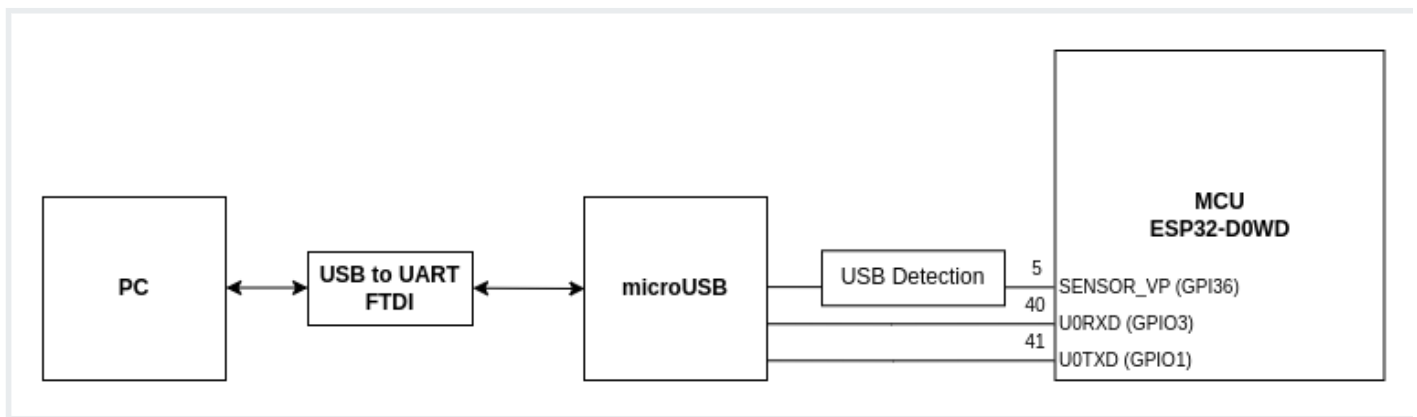 PC
USB to UART
FTDI
microUSB
USB Detection
MCU
ESP32-D0WD
5
SENSOR_VP (GPI36)
40
U0RXD (GPIO3)
41
U0TXD (GPIO1)